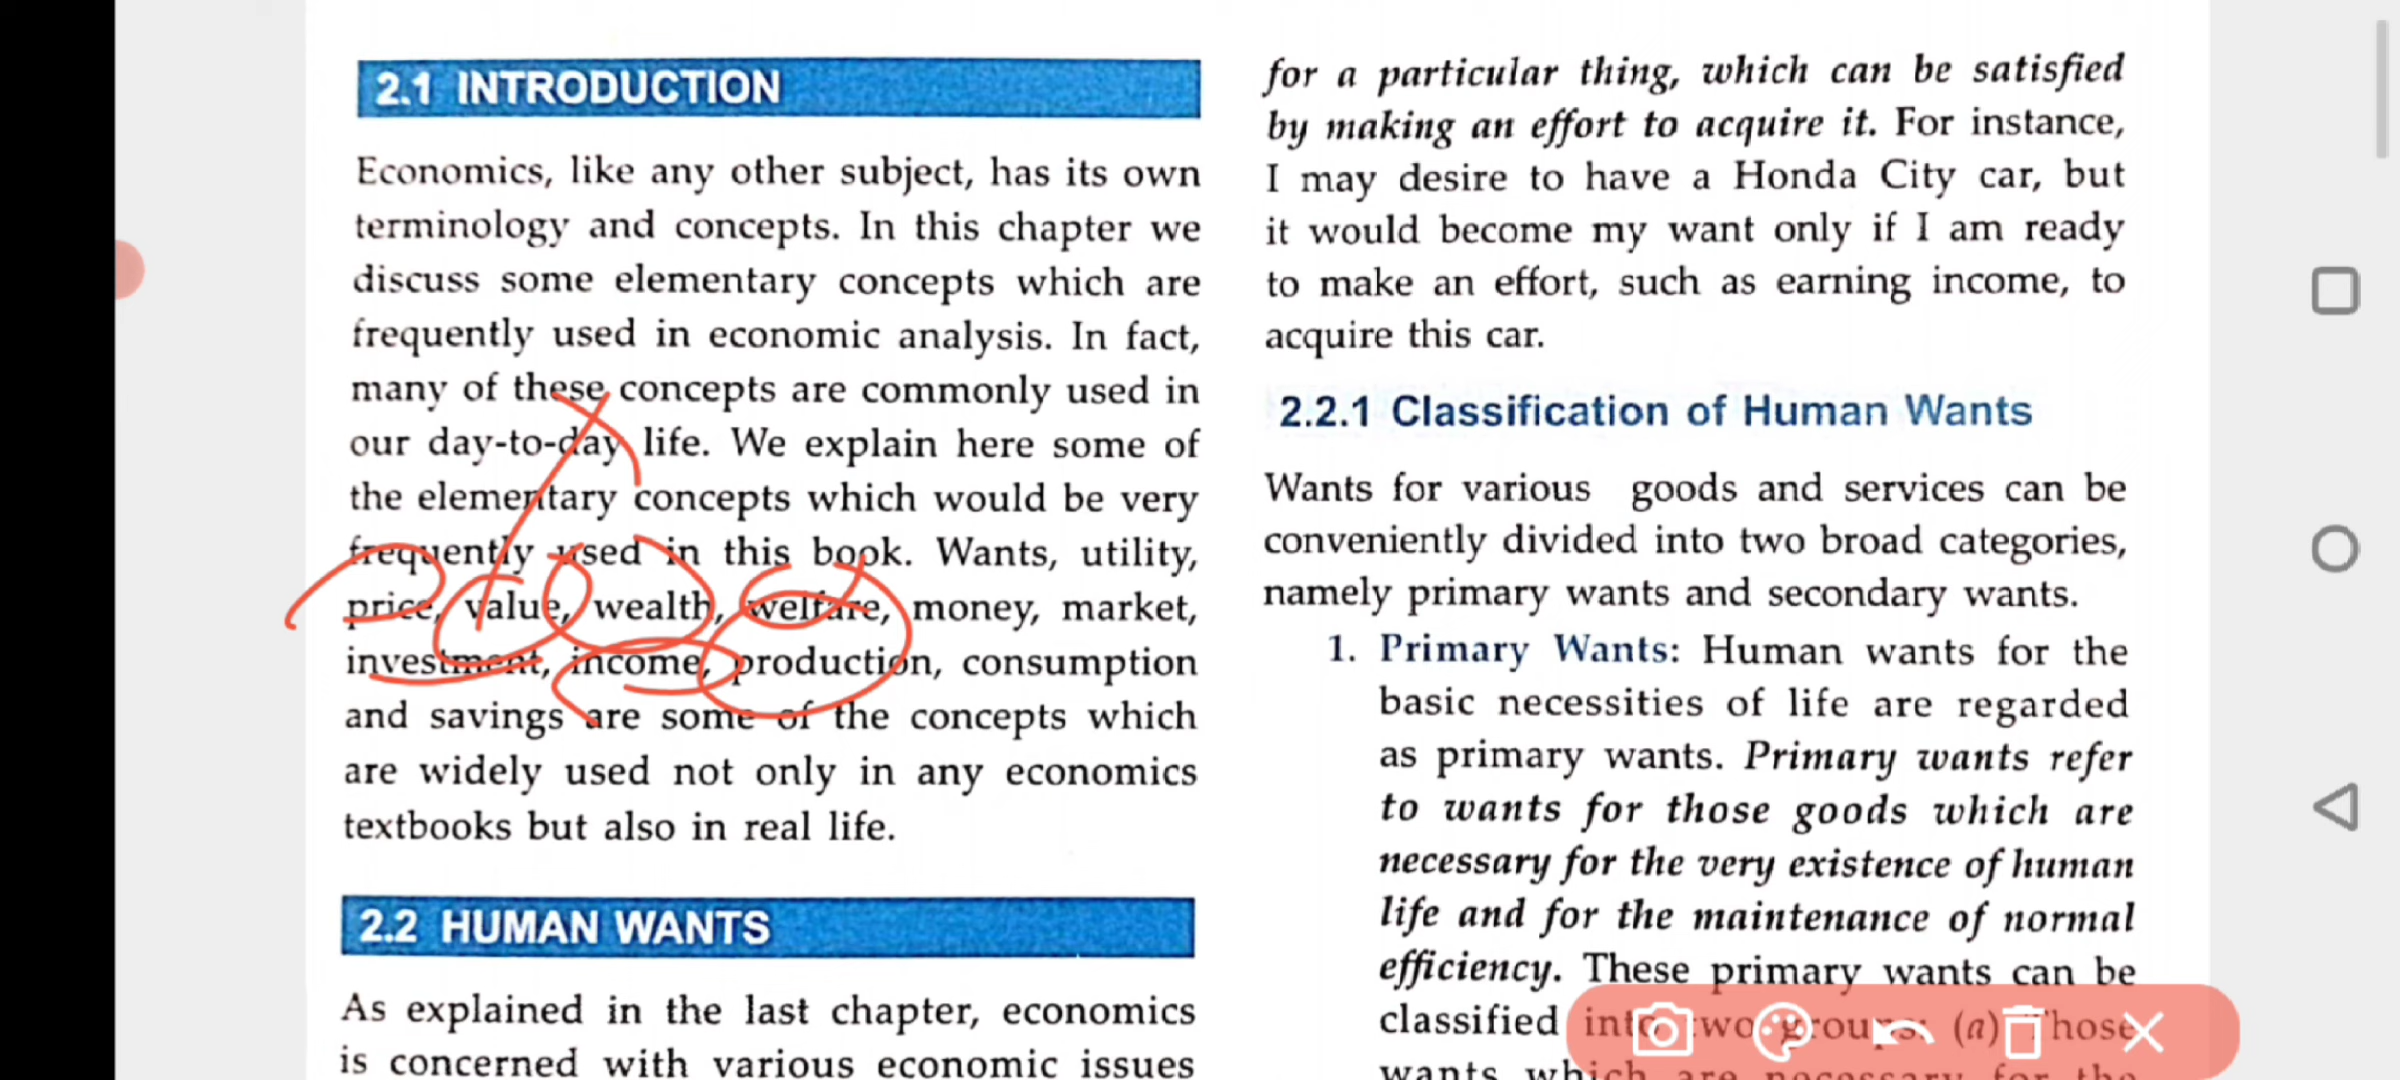 2.1 INTRODUCTION
Economics, like any other subject, has its own
terminology and concepts. In this chapter we
discuss some elementary concepts which are
frequently used in economic analysis. In fact,
many of these concepts are commonly used in
our day-to-day life. We explain here some of
the elementary concepts which would be very
frequently used in this book. Wants, utility,
price, value, wealth, welfare, money, market,
investment, income, production, consumption
and savings are some of the concepts which
are widely used not only in any economics
textbooks but also in real life.
2.2 HUMAN WANTS
As explained in the last chapter, economics
is concerned with various economic issues
for a particular thing, which can be satisfied
by making an effort to acquire it. For instance,
I may desire to have a Honda City car, but
it would become my want only if I am ready
to make an effort, such as earning income, to
acquire this car.
2.2.1 Classification of Human Wants
Wants for various goods and services can be
conveniently divided into two broad categories,
namely primary wants and secondary wants.
1. Primary Wants: Human wants for the
basic necessities of life are regarded
as primary wants. Primary wants refer
to wants for those goods which are
necessary for the very existence of human
life and for the maintenance of normal
efficiency. These primary wants can be
classified into two groups: (a) Those
wants which are necessary for the